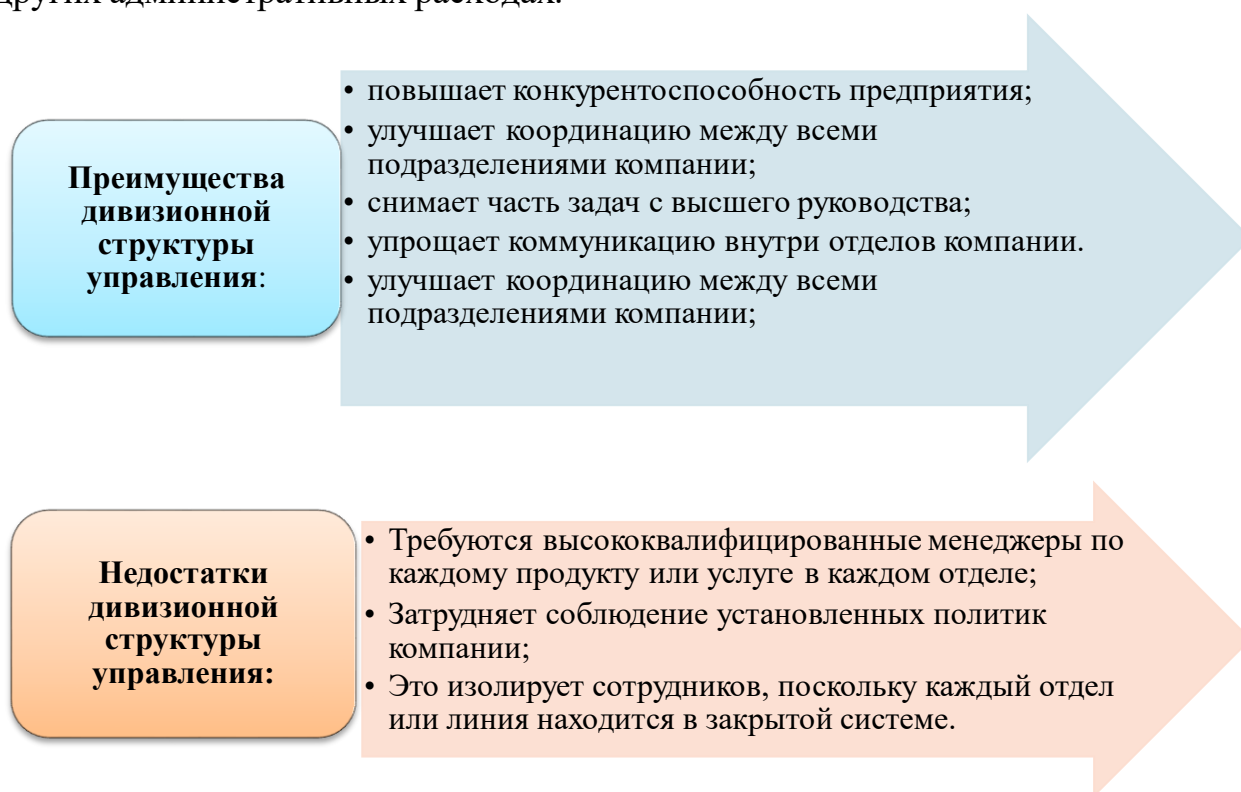 других административных расходах.
Преимущества
дивизионной
структуры
управления:
• повышает конкурентоспособность предприятия;
• улучшает координацию между всеми
подразделениями компании;
• снимает часть задач с высшего руководства;
• упрощает коммуникацию внутри отделов компании.
• улучшает координацию между всеми
подразделениями компании;
Недостатки
дивизионной
структуры
управления:
• Требуются высококвалифицированные менеджеры по
каждому продукту или услуге в каждом отделе;
• Затрудняет соблюдение установленных политик
компании;
• Это изолирует сотрудников, поскольку каждый отдел
или линия находится в закрытой системе.